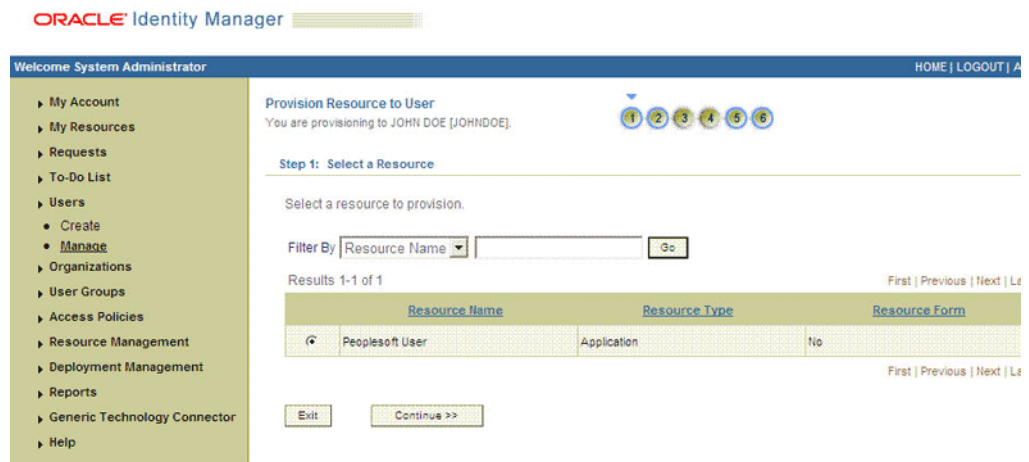 ORACLE Identity Manager
Welcome System Administrator
HOME | LOGOUT | A
My Account
My Resources
Requests
To-Do List
Users
Create
Manage
Organizations
User Groups
Access Policies
Resource Management
Deployment Management
Reports
Generic Technology Connector
Help
Provision Resource to User
You are provisioning to JOHN DOE [JOHNDOE].
1 2 3 4 5 6
Step 1: Select a Resource
Select a resource to provision.
Filter By Resource Name Go
Results 1-1 of 1
First | Previous | Next | La
Resource Name Resource Type Resource Form
Peoplesoft User Application No
First | Previous | Next | La
Exit Continue >>